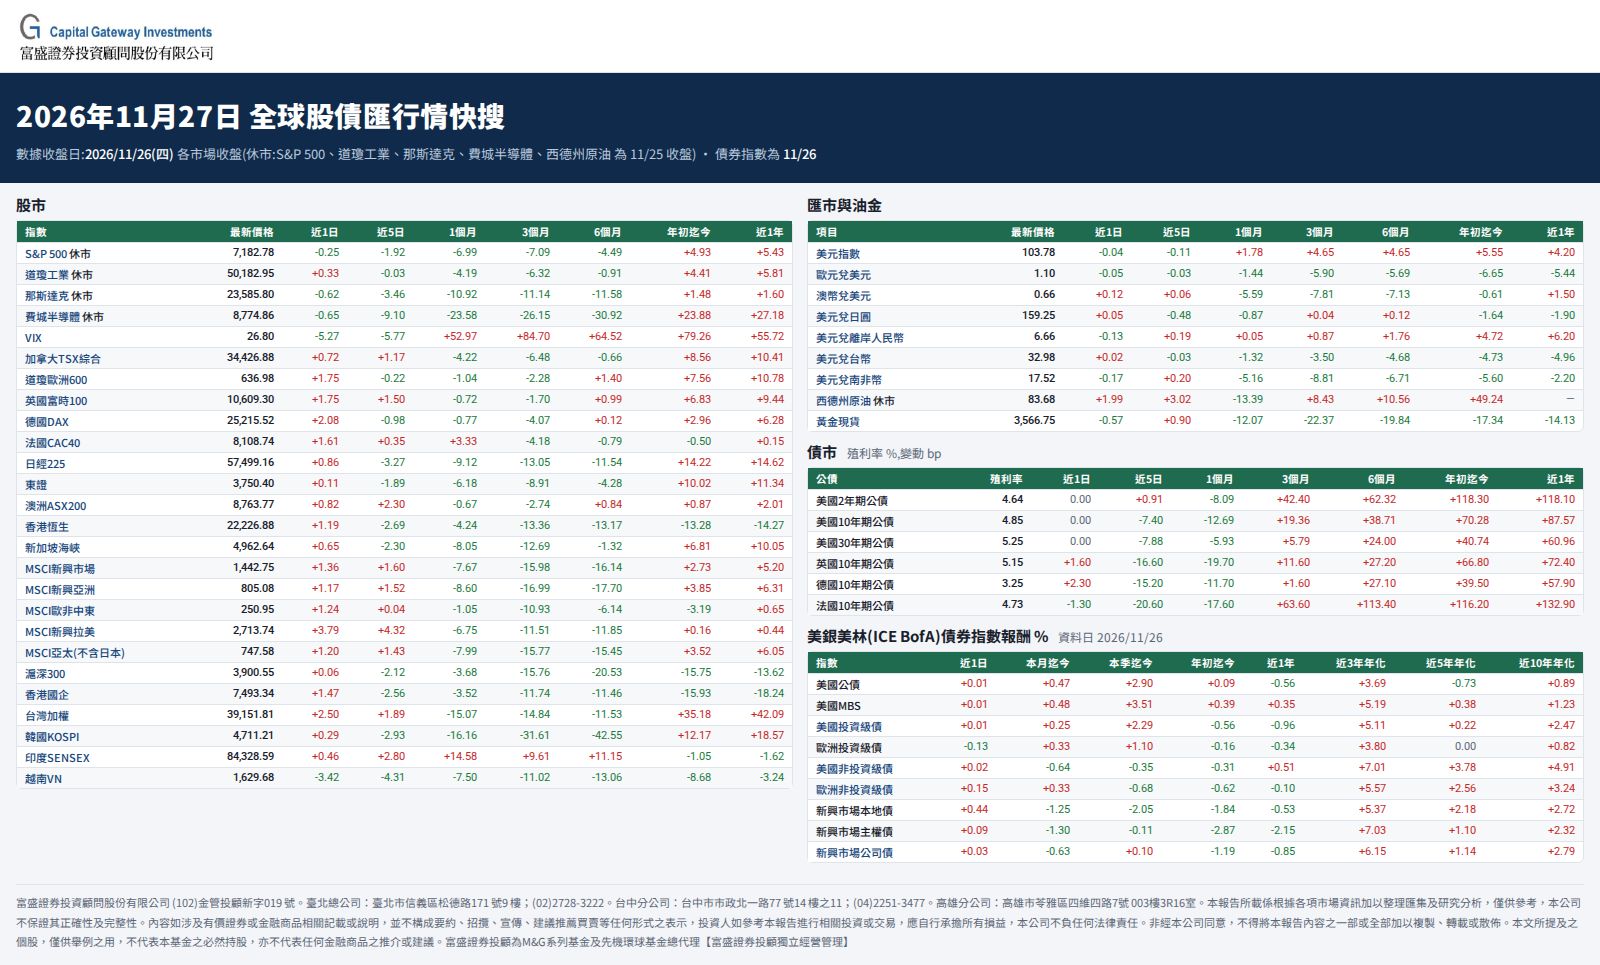 Capital Gateway Investments
富盛證券投資顧問股份有限公司
2026年11月27日 全球股債匯行情快搜
數據收盤日:2026/11/26(四) 各市場收盤(休市:S&P 500、道瓊工業、那斯達克、費城半導體、西德州原油 為 11/25 收盤) · 債券指數為 11/26
股市
指數 最新價格 近1日 近5日 1個月 3個月 6個月 年初迄今 近1年
S&P 500 休市 7,182.78 -0.25 -1.92 -6.99 -7.09 -4.49 +4.93 +5.43
道瓊工業 休市 50,182.95 +0.33 -0.03 -4.19 -6.32 -0.91 +4.41 +5.81
那斯達克 休市 23,585.80 -0.62 -3.46 -10.92 -11.14 -11.58 +1.48 +1.60
費城半導體 休市 8,774.86 -0.65 -9.10 -23.58 -26.15 -30.92 +23.88 +27.18
VIX 26.80 -5.27 -5.77 +52.97 +84.70 +64.52 +79.26 +55.72
加拿大TSX綜合 34,426.88 +0.72 +1.17 -4.22 -6.48 -0.66 +8.56 +10.41
道瓊歐洲600 636.98 +1.75 -0.22 -1.04 -2.28 +1.40 +7.56 +10.78
英國富時100 10,609.30 +1.75 +1.50 -0.72 -1.70 +0.99 +6.83 +9.44
德國DAX 25,215.52 +2.08 -0.98 -0.77 -4.07 +0.12 +2.96 +6.28
法國CAC40 8,108.74 +1.61 +0.35 +3.33 -4.18 -0.79 -0.50 +0.15
日經225 57,499.16 +0.86 -3.27 -9.12 -13.05 -11.54 +14.22 +14.62
東證 3,750.40 +0.11 -1.89 -6.18 -8.91 -4.28 +10.02 +11.34
澳洲ASX200 8,763.77 +0.82 +2.30 -0.67 -2.74 +0.84 +0.87 +2.01
香港恆生 22,226.88 +1.19 -2.69 -4.24 -13.36 -13.17 -13.28 -14.27
新加坡海峽 4,962.64 +0.65 -2.30 -8.05 -12.69 -1.32 +6.81 +10.05
MSCI新興市場 1,442.75 +1.36 +1.60 -7.67 -15.98 -16.14 +2.73 +5.20
MSCI新興亞洲 805.08 +1.17 +1.52 -8.60 -16.99 -17.70 +3.85 +6.31
MSCI歐非中東 250.95 +1.24 +0.04 -1.05 -10.93 -6.14 -3.19 +0.65
MSCI新興拉美 2,713.74 +3.79 +4.32 -6.75 -11.51 -11.85 +0.16 +0.44
MSCI亞太(不含日本) 747.58 +1.20 +1.43 -7.99 -15.77 -15.45 +3.52 +6.05
滬深300 3,900.55 +0.06 -2.12 -3.68 -15.76 -20.53 -15.75 -13.62
香港國企 7,493.34 +1.47 -2.56 -3.52 -11.74 -11.46 -15.93 -18.24
台灣加權 39,151.81 +2.50 +1.89 -15.07 -14.84 -11.53 +35.18 +42.09
韓國KOSPI 4,711.21 +0.29 -2.93 -16.16 -31.61 -42.55 +12.17 +18.57
印度SENSEX 84,328.59 +0.46 +2.80 +14.58 +9.61 +11.15 -1.05 -1.62
越南VN 1,629.68 -3.42 -4.31 -7.50 -11.02 -13.06 -8.68 -3.24
匯市與油金
項目 最新價格 近1日 近5日 1個月 3個月 6個月 年初迄今 近1年
美元指數 103.78 -0.04 -0.11 +1.78 +4.65 +4.65 +5.55 +4.20
歐元兌美元 1.10 -0.05 -0.03 -1.44 -5.90 -5.69 -6.65 -5.44
澳幣兌美元 0.66 +0.12 +0.06 -5.59 -7.81 -7.13 -0.61 +1.50
美元兌日圓 159.25 +0.05 -0.48 -0.87 +0.04 +0.12 -1.64 -1.90
美元兌離岸人民幣 6.66 -0.13 +0.19 +0.05 +0.87 +1.76 +4.72 +6.20
美元兌台幣 32.98 +0.02 -0.03 -1.32 -3.50 -4.68 -4.73 -4.96
美元兌南非幣 17.52 -0.17 +0.20 -5.16 -8.81 -6.71 -5.60 -2.20
西德州原油 休市 83.68 +1.99 +3.02 -13.39 +8.43 +10.56 +49.24 —
黃金現貨 3,566.75 -0.57 +0.90 -12.07 -22.37 -19.84 -17.34 -14.13
債市 殖利率 %,變動 bp
公債 殖利率 近1日 近5日 1個月 3個月 6個月 年初迄今 近1年
美國2年期公債 4.64 0.00 +0.91 -8.09 +42.40 +62.32 +118.30 +118.10
美國10年期公債 4.85 0.00 -7.40 -12.69 +19.36 +38.71 +70.28 +87.57
美國30年期公債 5.25 0.00 -7.88 -5.93 +5.79 +24.00 +40.74 +60.96
英國10年期公債 5.15 +1.60 -16.60 -19.70 +11.60 +27.20 +66.80 +72.40
德國10年期公債 3.25 +2.30 -15.20 -11.70 +1.60 +27.10 +39.50 +57.90
法國10年期公債 4.73 -1.30 -20.60 -17.60 +63.60 +113.40 +116.20 +132.90
美銀美林(ICE BofA)債券指數報酬 % 資料日 2026/11/26
指數 近1日 本月迄今 本季迄今 年初迄今 近1年 近3年年化 近5年年化 近10年年化
美國公債 +0.01 +0.47 +2.90 +0.09 -0.56 +3.69 -0.73 +0.89
美國MBS +0.01 +0.48 +3.51 +0.39 +0.35 +5.19 +0.38 +1.23
美國投資級債 +0.01 +0.25 +2.29 -0.56 -0.96 +5.11 +0.22 +2.47
歐洲投資級債 -0.13 +0.33 +1.10 -0.16 -0.34 +3.80 0.00 +0.82
美國非投資級債 +0.02 -0.64 -0.35 -0.31 +0.51 +7.01 +3.78 +4.91
歐洲非投資級債 +0.15 +0.33 -0.68 -0.62 -0.10 +5.57 +2.56 +3.24
新興市場本地債 +0.44 -1.25 -2.05 -1.84 -0.53 +5.37 +2.18 +2.72
新興市場主權債 +0.09 -1.30 -0.11 -2.87 -2.15 +7.03 +1.10 +2.32
新興市場公司債 +0.03 -0.63 +0.10 -1.19 -0.85 +6.15 +1.14 +2.79
富盛證券投資顧問股份有限公司 (102)金管投顧新字019 號。臺北總公司：臺北市信義區松德路171 號9 樓；(02)2728-3222。台中分公司：台中市市政北一路77 號14 樓之11；(04)2251-3477。高雄分公司：高雄市苓雅區四維四路7號 003樓3R16室。本報告所載係根據各項市場資訊加以整理匯集及研究分析，僅供參考，本公司
不保證其正確性及完整性。內容如涉及有價證券或金融商品相關記載或說明，並不構成要約、招攬、宣傳、建議推薦買賣等任何形式之表示，投資人如參考本報告進行相關投資或交易，應自行承擔所有損益，本公司不負任何法律責任。非經本公司同意，不得將本報告內容之一部或全部加以複製、轉載或散佈。本文所提及之
個股，僅供舉例之用，不代表本基金之必然持股，亦不代表任何金融商品之推介或建議。富盛證券投顧為M&G系列基金及先機環球基金總代理【富盛證券投顧獨立經營管理】